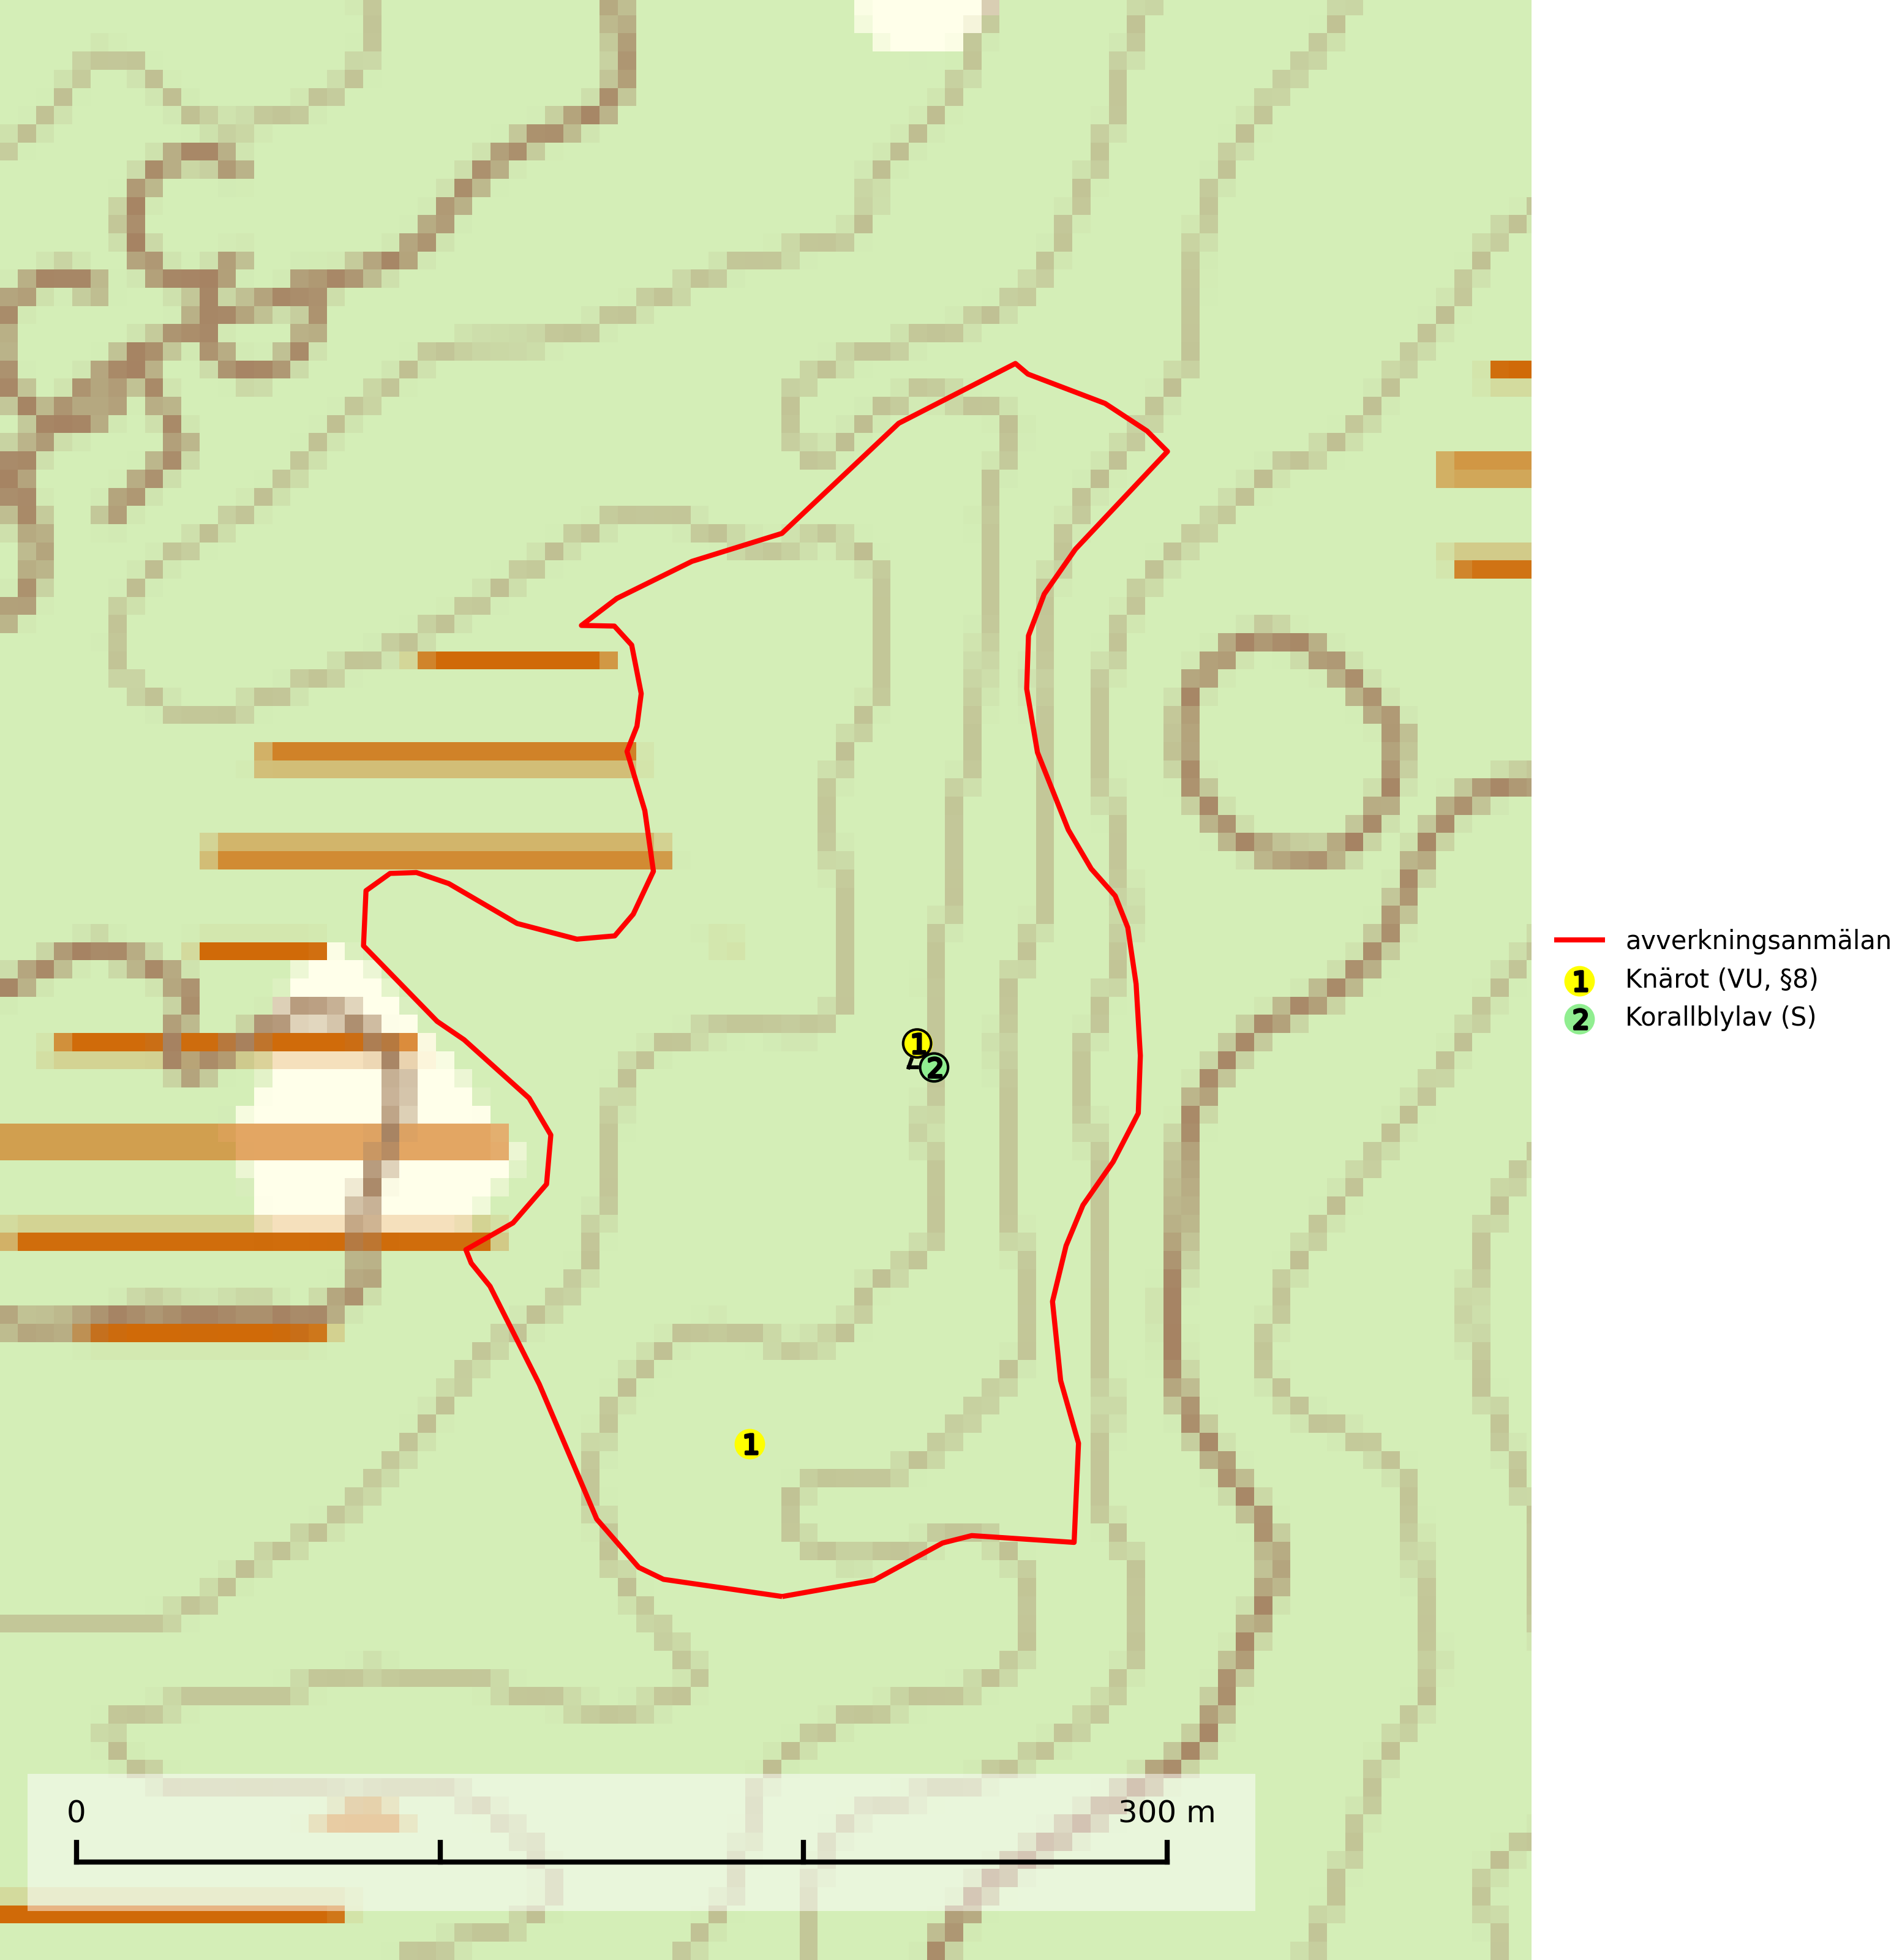 avverkningsanmälan
1 Knärot (VU, §8)
2 Korallblylav (S)
1
2
1
0 300 m